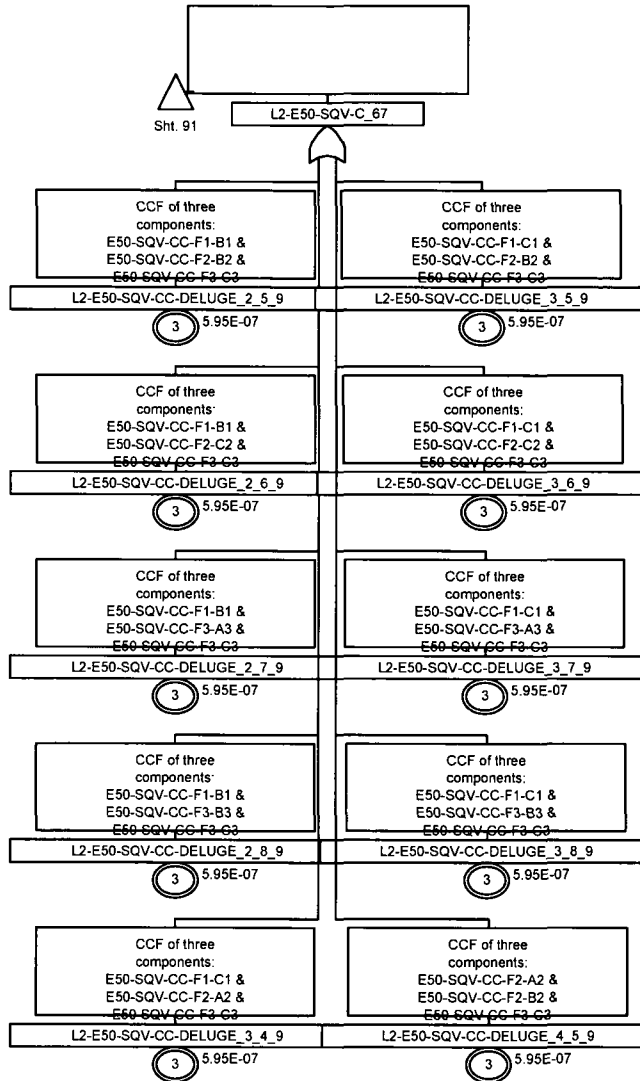 Sht. 91
L2-E50-SQV-C_67
CCF of three
components:
E50-SQV-CC-F1-B1 &
E50-SQV-CC-F2-B2 &
E50-SQV-CC-F3-C3
L2-E50-SQV-CC-DELUGE_2_5_9
3
5.95E-07
CCF of three
components:
E50-SQV-CC-F1-C1 &
E50-SQV-CC-F2-B2 &
E50-SQV-CC-F3-C3
L2-E50-SQV-CC-DELUGE_3_5_9
3
5.95E-07
CCF of three
components:
E50-SQV-CC-F1-B1 &
E50-SQV-CC-F2-C2 &
E50-SQV-CC-F3-C3
L2-E50-SQV-CC-DELUGE_2_6_9
3
5.95E-07
CCF of three
components:
E50-SQV-CC-F1-C1 &
E50-SQV-CC-F2-C2 &
E50-SQV-CC-F3-C3
L2-E50-SQV-CC-DELUGE_3_6_9
3
5.95E-07
CCF of three
components:
E50-SQV-CC-F1-B1 &
E50-SQV-CC-F3-A3 &
E50-SQV-CC-F3-C3
L2-E50-SQV-CC-DELUGE_2_7_9
3
5.95E-07
CCF of three
components:
E50-SQV-CC-F1-C1 &
E50-SQV-CC-F3-A3 &
E50-SQV-CC-F3-C3
L2-E50-SQV-CC-DELUGE_3_7_9
3
5.95E-07
CCF of three
components:
E50-SQV-CC-F1-B1 &
E50-SQV-CC-F3-B3 &
E50-SQV-CC-F3-C3
L2-E50-SQV-CC-DELUGE_2_8_9
3
5.95E-07
CCF of three
components:
E50-SQV-CC-F1-C1 &
E50-SQV-CC-F3-B3 &
E50-SQV-CC-F3-C3
L2-E50-SQV-CC-DELUGE_3_8_9
3
5.95E-07
CCF of three
components:
E50-SQV-CC-F1-C1 &
E50-SQV-CC-F2-A2 &
E50-SQV-CC-F3-C3
L2-E50-SQV-CC-DELUGE_3_4_9
3
5.95E-07
CCF of three
components:
E50-SQV-CC-F2-A2 &
E50-SQV-CC-F2-B2 &
E50-SQV-CC-F3-C3
L2-E50-SQV-CC-DELUGE_4_5_9
3
5.95E-07